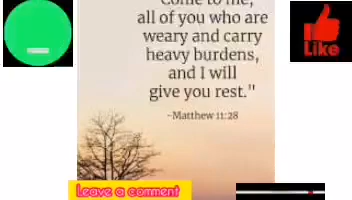 "Come to me,
all of you who are
weary and carry
heavy burdens,
and I will
give you rest."
-Matthew 11:28
Like
Leave a comment